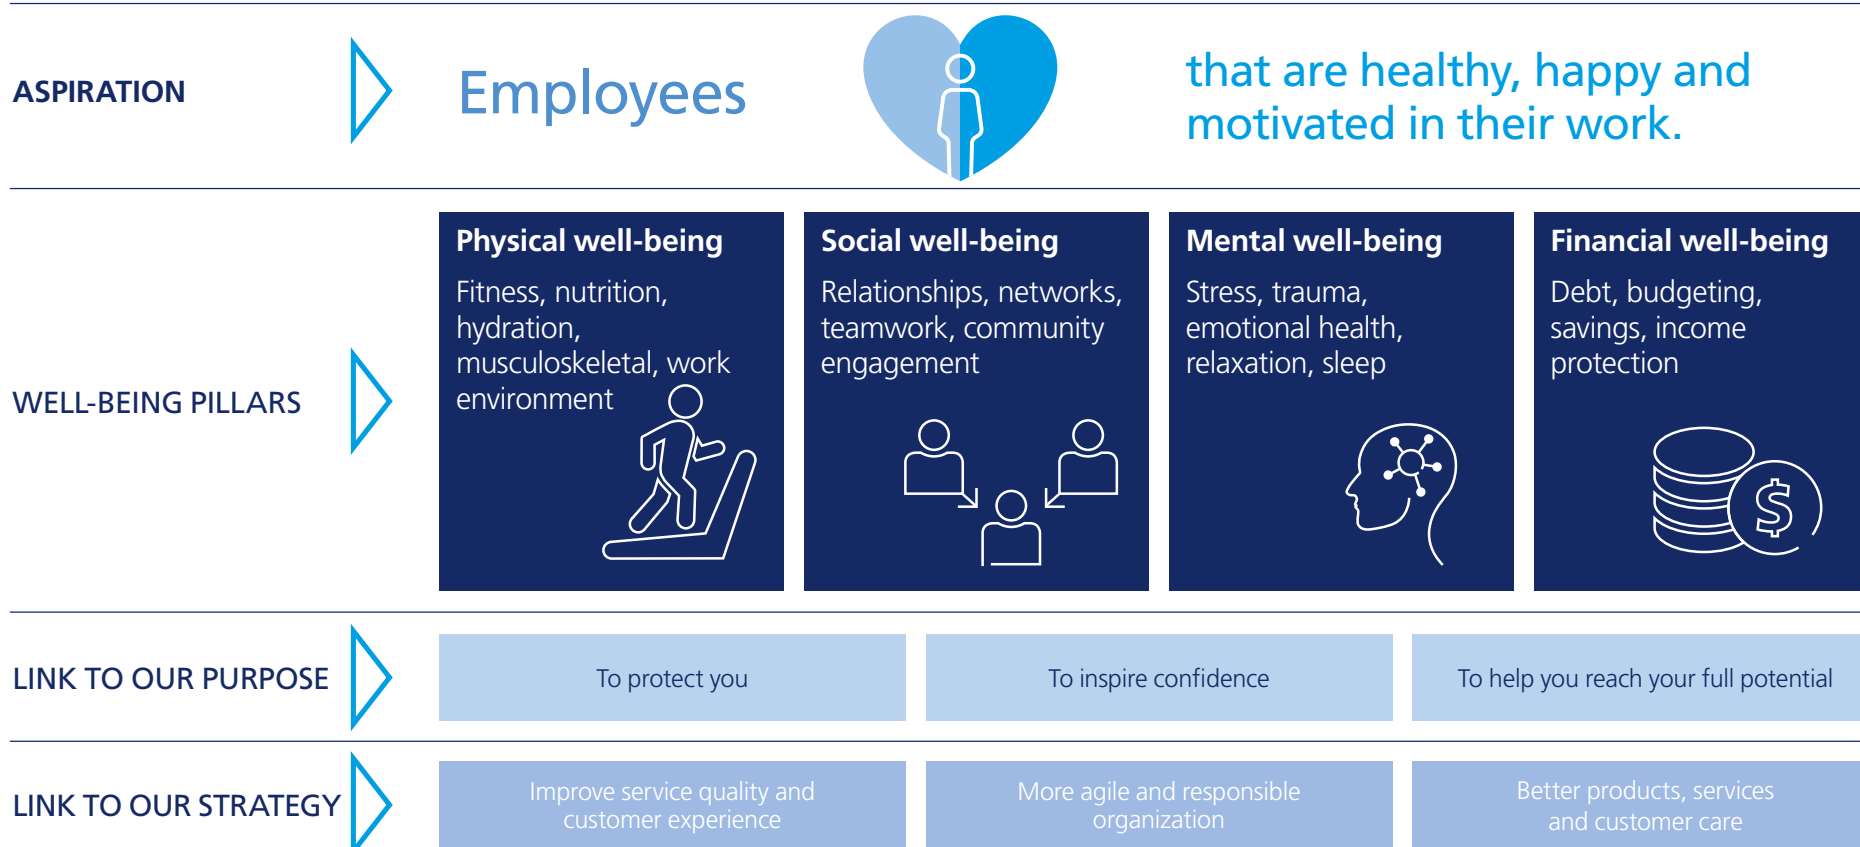 ASPIRATION
Employees
that are healthy, happy and
motivated in their work.
WELL-BEING PILLARS
Physical well-being
Fitness, nutrition,
hydration,
musculoskeletal, work
environment
Social well-being
Relationships, networks,
teamwork, community
engagement
Mental well-being
Stress, trauma,
emotional health,
relaxation, sleep
Financial well-being
Debt, budgeting,
savings, income
protection
$
LINK TO OUR PURPOSE
To protect you
To inspire confidence
To help you reach your full potential
LINK TO OUR STRATEGY
Improve service quality and
customer experience
More agile and responsible
organization
Better products, services
and customer care